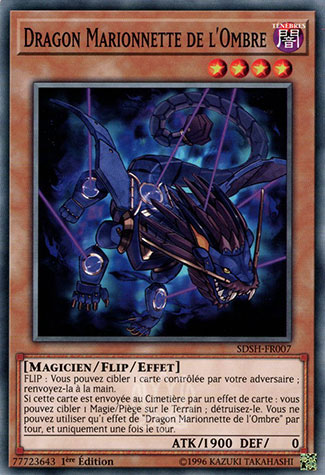 Dragon Marionnette de l'Ombre
TÉNÈBRES
闇
SDSH-FR007
[Magicien/Flip/Effet]
FLIP : Vous pouvez cibler 1 carte contrôlée par votre adversaire ;
renvoyez-la à la main.
Si cette carte est envoyée au Cimetière par un effet de carte : vous
pouvez cibler 1 Magie/Piège sur le Terrain ; détruisez-le. Vous ne
pouvez utiliser qu'1 effet de "Dragon Marionnette de l'Ombre" par
tour, et uniquement une fois le tour.
ATK/1900 DEF/ 0
77723643 1ère Édition
©1996 KAZUKI TAKAHASHI